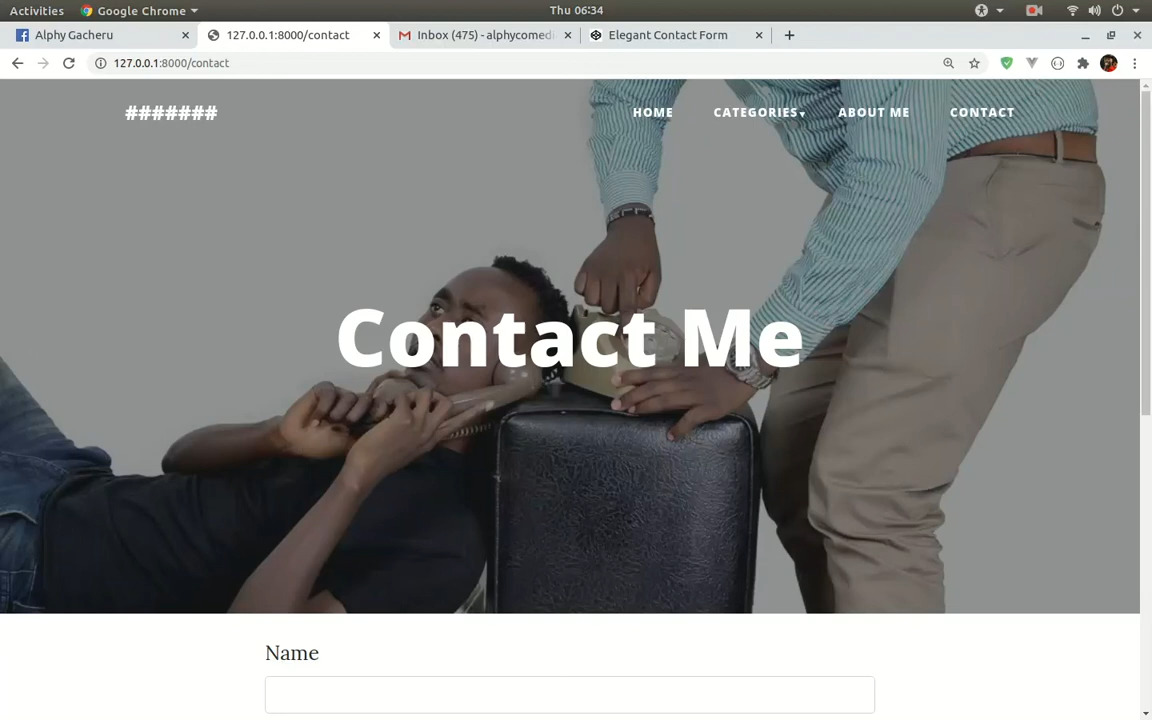 Activities Google Chrome Thu 06:34
Alphy Gacheru 127.0.0.1:8000/contact Inbox (475) - alphycomedi Elegant Contact Form
127.0.0.1:8000/contact
####### HOME CATEGORIES ABOUT ME CONTACT
Contact Me
Name